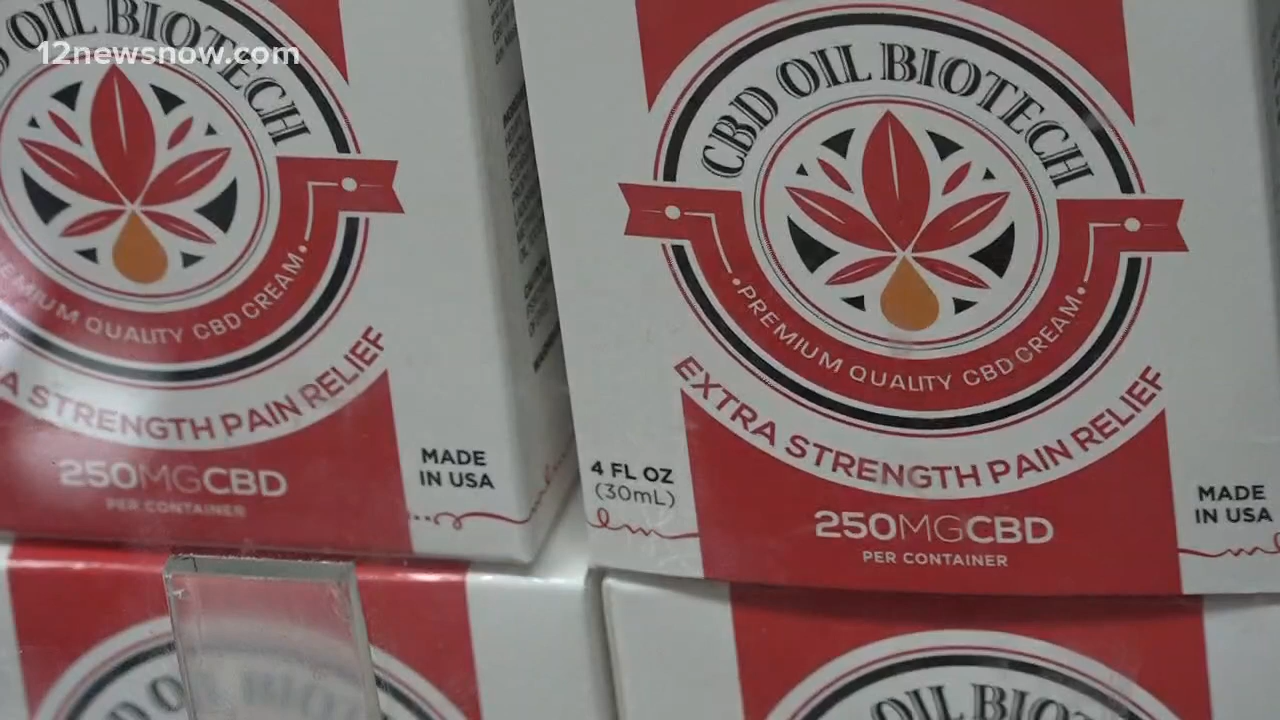 12newsnow.com
OIL BIOTECH
PREMIUM QUALITY CBD CREAM
STRENGTH PAIN RELIEF
250MGCBD
PER CONTAINER
MADE
IN USA
CBD OIL BIOTECH
PREMIUM QUALITY CBD CREAM
EXTRA STRENGTH PAIN RELIEF
4 FL OZ
(30mL)
250MGCBD
PER CONTAINER
MADE
IN USA
OIL